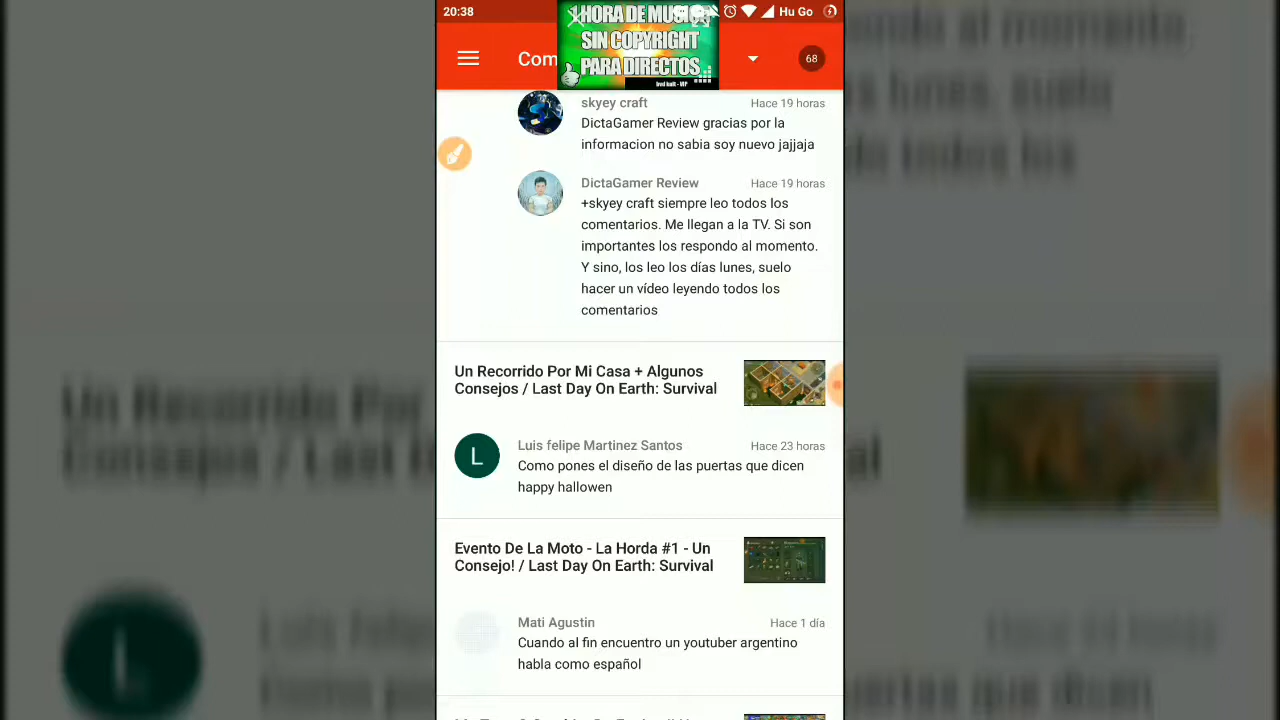 20:38
Hu Go
1 HORA DE MUSIC
SIN COPYRIGHT
PARA DIRECTOS
Com
68
skyey craft
Hace 19 horas
DictaGamer Review gracias por la
informacion no sabia soy nuevo jajjaja
DictaGamer Review
Hace 19 horas
+skyey craft siempre leo todos los
comentarios. Me llegan a la TV. Si son
importantes los respondo al momento.
Y sino, los leo los días lunes, suelo
hacer un vídeo leyendo todos los
comentarios
Un Recorrido Por Mi Casa + Algunos
Consejos / Last Day On Earth: Survival
L
Luis felipe Martinez Santos
Hace 23 horas
Como pones el diseño de las puertas que dicen
happy hallowen
Evento De La Moto - La Horda #1 - Un
Consejo! / Last Day On Earth: Survival
Mati Agustin
Hace 1 día
Cuando al fin encuentro un youtuber argentino
habla como español